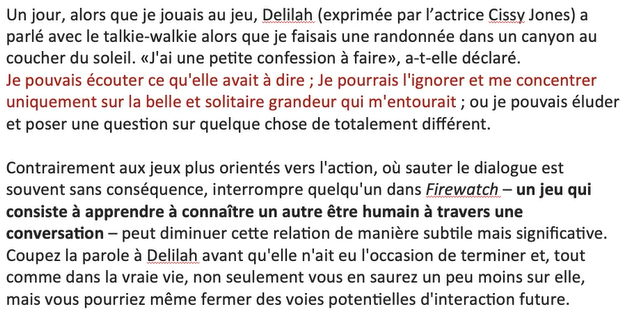 Un jour, alors que je jouais au jeu, Delilah (exprimée par l’actrice Cissy Jones) a
parlé avec le talkie-walkie alors que je faisais une randonnée dans un canyon au
coucher du soleil. «J'ai une petite confession à faire», a-t-elle déclaré.
Je pouvais écouter ce qu'elle avait à dire ; Je pourrais l'ignorer et me concentrer
uniquement sur la belle et solitaire grandeur qui m'entourait ; ou je pouvais éluder
et poser une question sur quelque chose de totalement différent.

Contrairement aux jeux plus orientés vers l'action, où sauter le dialogue est
souvent sans conséquence, interrompre quelqu'un dans Firewatch – un jeu qui
consiste à apprendre à connaître un autre être humain à travers une
conversation – peut diminuer cette relation de manière subtile mais significative.
Coupez la parole à Delilah avant qu'elle n'ait eu l'occasion de terminer et, tout
comme dans la vraie vie, non seulement vous en saurez un peu moins sur elle,
mais vous pourriez même fermer des voies potentielles d'interaction future.